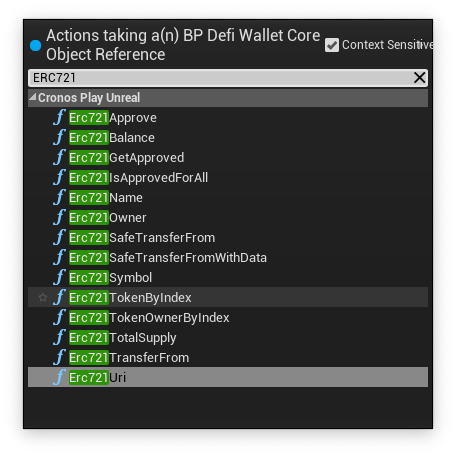 Actions taking a(n) BP Defi Wallet Core
Object Reference
Context Sensitive
ERC721
Cronos Play Unreal
Erc721Approve
Erc721Balance
Erc721GetApproved
Erc721IsApprovedForAll
Erc721Name
Erc721Owner
Erc721SafeTransferFrom
Erc721SafeTransferFromWithData
Erc721Symbol
Erc721TokenByIndex
Erc721TokenOwnerByIndex
Erc721TotalSupply
Erc721TransferFrom
Erc721Uri